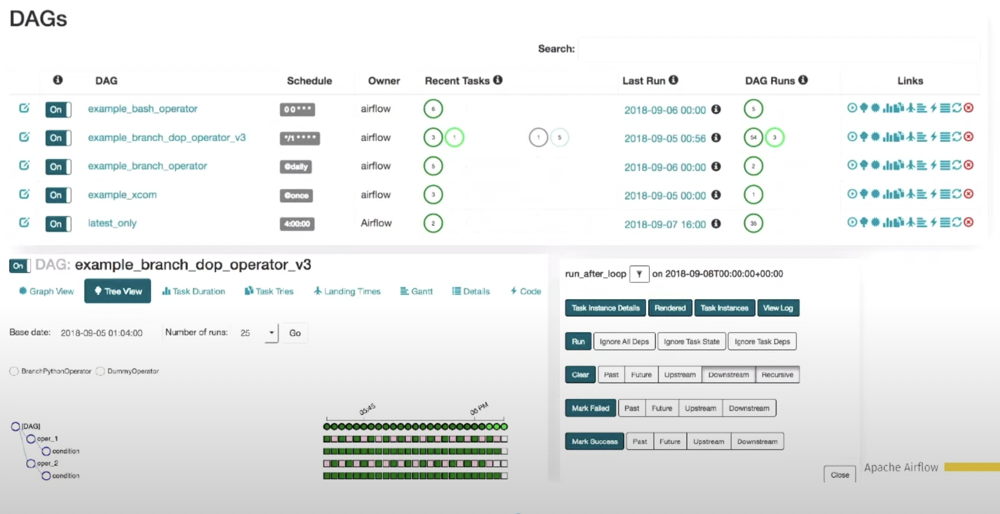 DAGs
Search:
DAG Schedule Owner Recent Tasks Last Run DAG Runs Links
On example_bash_operator 0 0 * * * airflow 6 2018-09-06 00:00 5
On example_branch_dop_operator_v3 */1 * * * * airflow 3 1 1 5 2018-09-05 00:56 54 3
On example_branch_operator @daily airflow 5 2018-09-06 00:00 2
On example_xcom @once airflow 3 2018-09-05 00:00 1
On latest_only 4:00:00 Airflow 2 2018-09-07 16:00 35
On DAG: example_branch_dop_operator_v3
Graph View Tree View Task Duration Task Tries Landing Times Gantt Details Code
Base date: 2018-09-05 01:04:00 Number of runs: 25 Go
BranchPythonOperator DummyOperator
05:45 06 PM
[DAG]
oper_1
condition
oper_2
condition
run_after_loop on 2018-09-08T00:00:00+00:00
Task Instance Details Rendered Task Instances View Log
Run Ignore All Deps Ignore Task State Ignore Task Deps
Clear Past Future Upstream Downstream Recursive
Mark Failed Past Future Upstream Downstream
Mark Success Past Future Upstream Downstream
Close
Apache Airflow